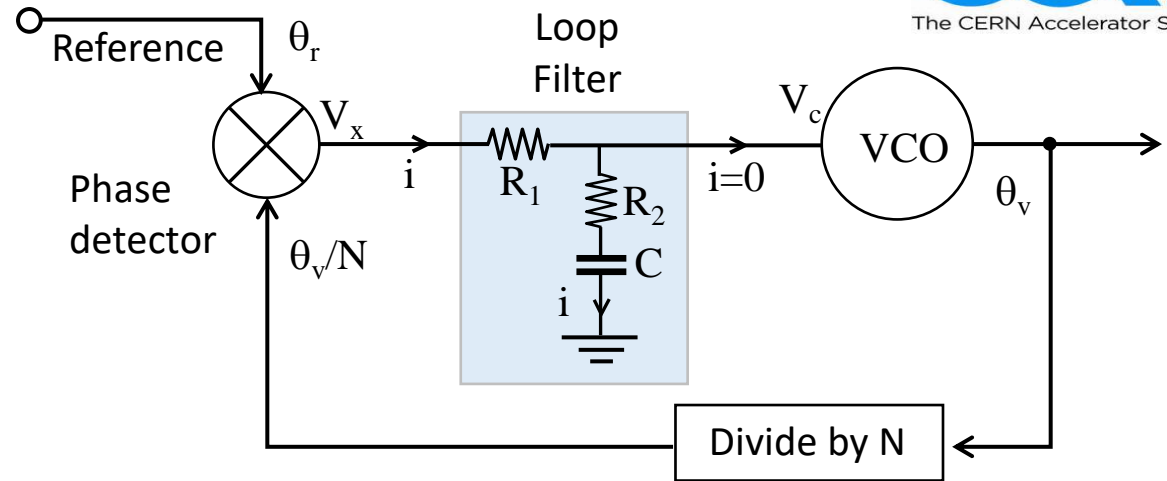 The CERN Accelerator S
Reference
θr
Loop
Filter
Vx
Vc
VCO
i
R1
i=0
θv
Phase
detector
R2
θv/N
C
i
Divide by N